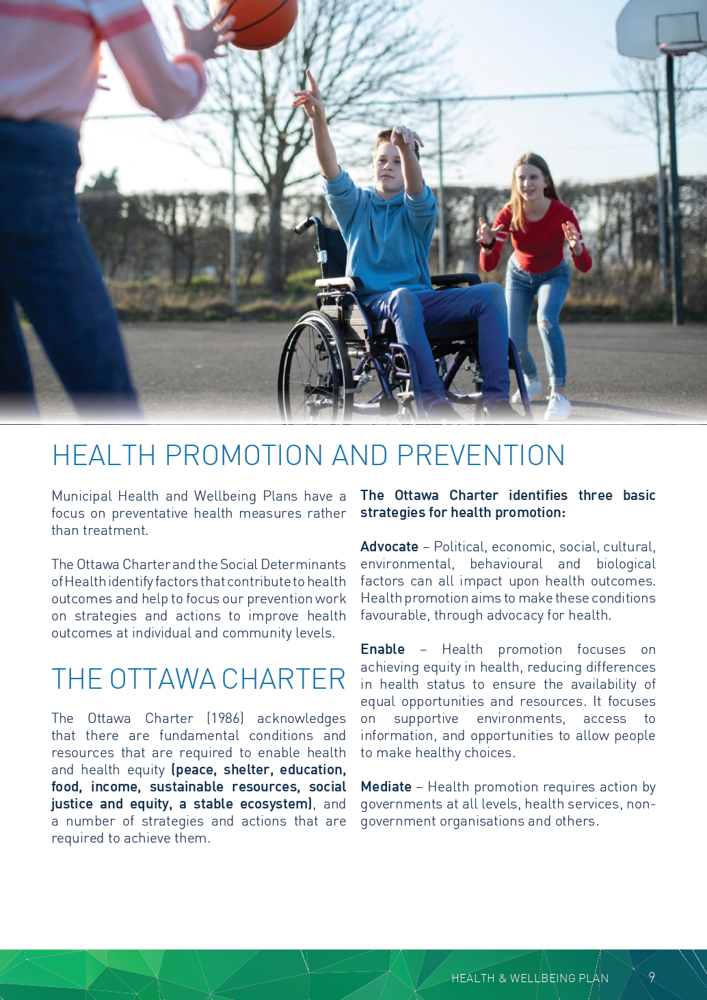 HEALTH PROMOTION AND PREVENTION
Municipal Health and Wellbeing Plans have a
focus on preventative health measures rather
than treatment.
The Ottawa Charter and the Social Determinants
of Health identify factors that contribute to health
outcomes and help to focus our prevention work
on strategies and actions to improve health
outcomes at individual and community levels.
THE OTTAWA CHARTER
The Ottawa Charter (1986) acknowledges
that there are fundamental conditions and
resources that are required to enable health
and health equity (peace, shelter, education,
food, income, sustainable resources, social
justice and equity, a stable ecosystem), and
a number of strategies and actions that are
required to achieve them.
The Ottawa Charter identifies three basic
strategies for health promotion:
Advocate – Political, economic, social, cultural,
environmental, behavioural and biological
factors can all impact upon health outcomes.
Health promotion aims to make these conditions
favourable, through advocacy for health.
Enable – Health promotion focuses on
achieving equity in health, reducing differences
in health status to ensure the availability of
equal opportunities and resources. It focuses
on supportive environments, access to
information, and opportunities to allow people
to make healthy choices.
Mediate – Health promotion requires action by
governments at all levels, health services, non-
government organisations and others.
HEALTH & WELLBEING PLAN 9